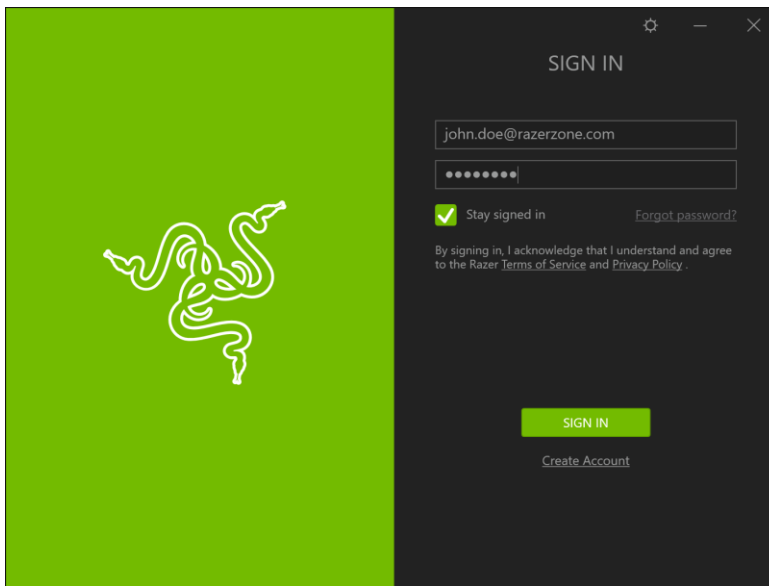 SIGN IN
john.doe@razerzone.com
••••••••
Stay signed in
Forgot password?
By signing in, I acknowledge that I understand and agree
to the Razer Terms of Service and Privacy Policy .
SIGN IN
Create Account